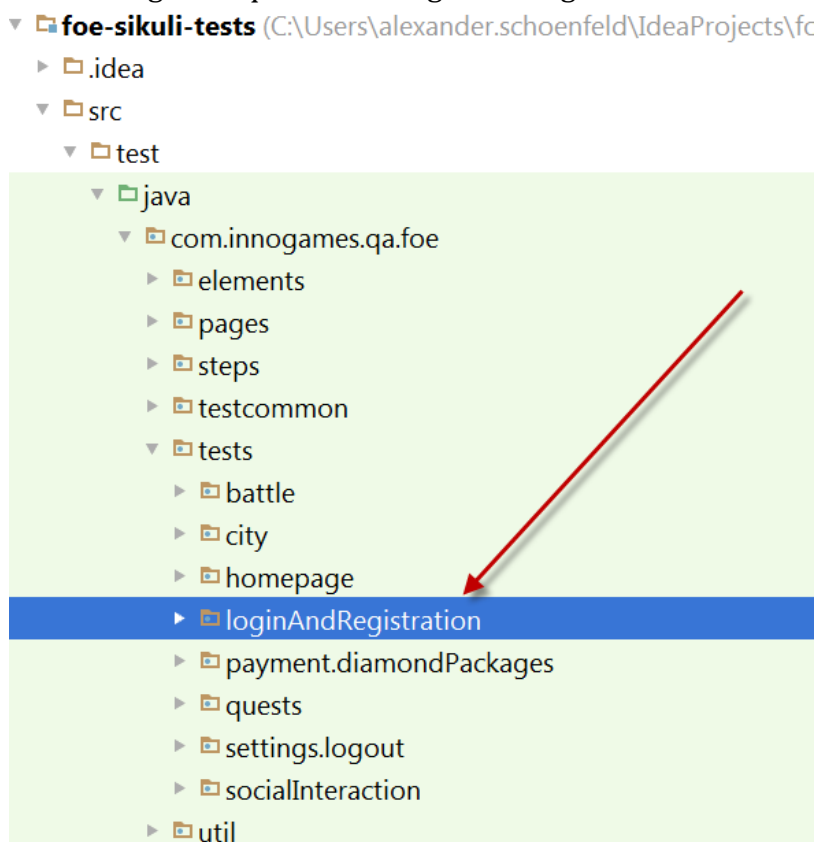 foe-sikuli-tests (C:\Users\alexander.schoenfeld\IdeaProjects\fo
.idea
src
test
java
com.innogames.qa.foe
elements
pages
steps
testcommon
tests
battle
city
homepage
loginAndRegistration
payment.diamondPackages
quests
settings.logout
socialInteraction
util